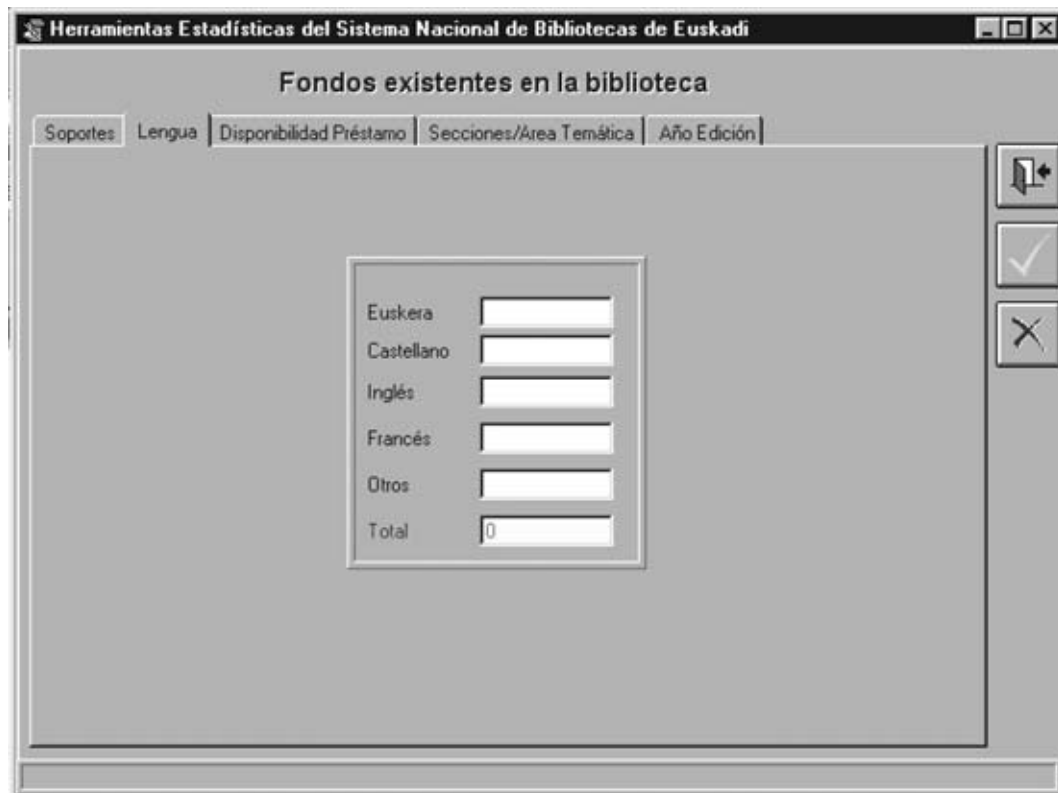 Herramientas Estadísticas del Sistema Nacional de Bibliotecas de Euskadi
Fondos existentes en la biblioteca
Soportes Lengua Disponibilidad Préstamo Secciones/Area Temática Año Edición
Euskera
Castellano
Inglés
Francés
Otros
Total 0